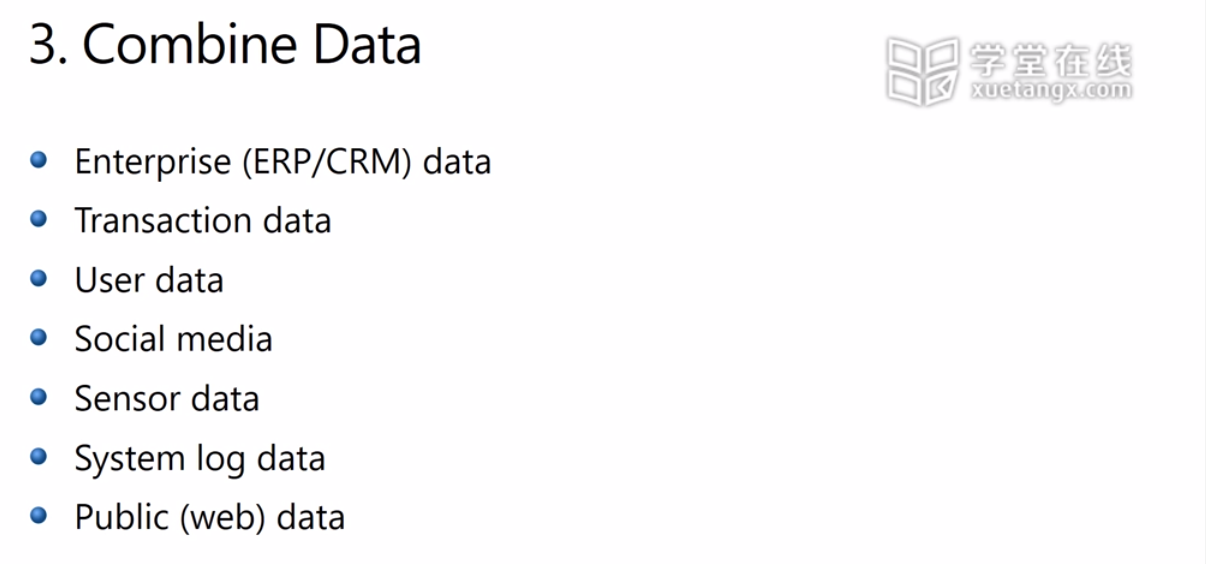 3. Combine Data
学堂在线
xuetangx.com
Enterprise (ERP/CRM) data
Transaction data
User data
Social media
Sensor data
System log data
Public (web) data